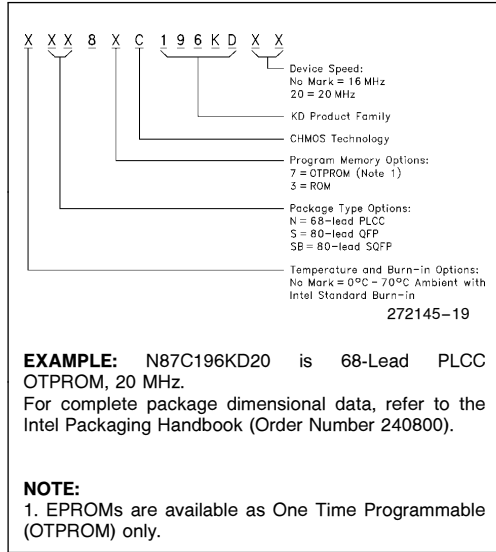 X XX 8 X C 196KD XX
Device Speed:
No Mark = 16 MHz
20 = 20 MHz
KD Product Family
CHMOS Technology
Program Memory Options:
7 = OTPROM (Note 1)
3 = ROM
Package Type Options:
N = 68-lead PLCC
S = 80-lead QFP
SB = 80-lead SQFP
Temperature and Burn-in Options:
No Mark = 0°C - 70°C Ambient with
Intel Standard Burn-in
272145-19
EXAMPLE: N87C196KD20 is 68-Lead PLCC
OTPROM, 20 MHz.
For complete package dimensional data, refer to the
Intel Packaging Handbook (Order Number 240800).
NOTE:
1. EPROMs are available as One Time Programmable
(OTPROM) only.